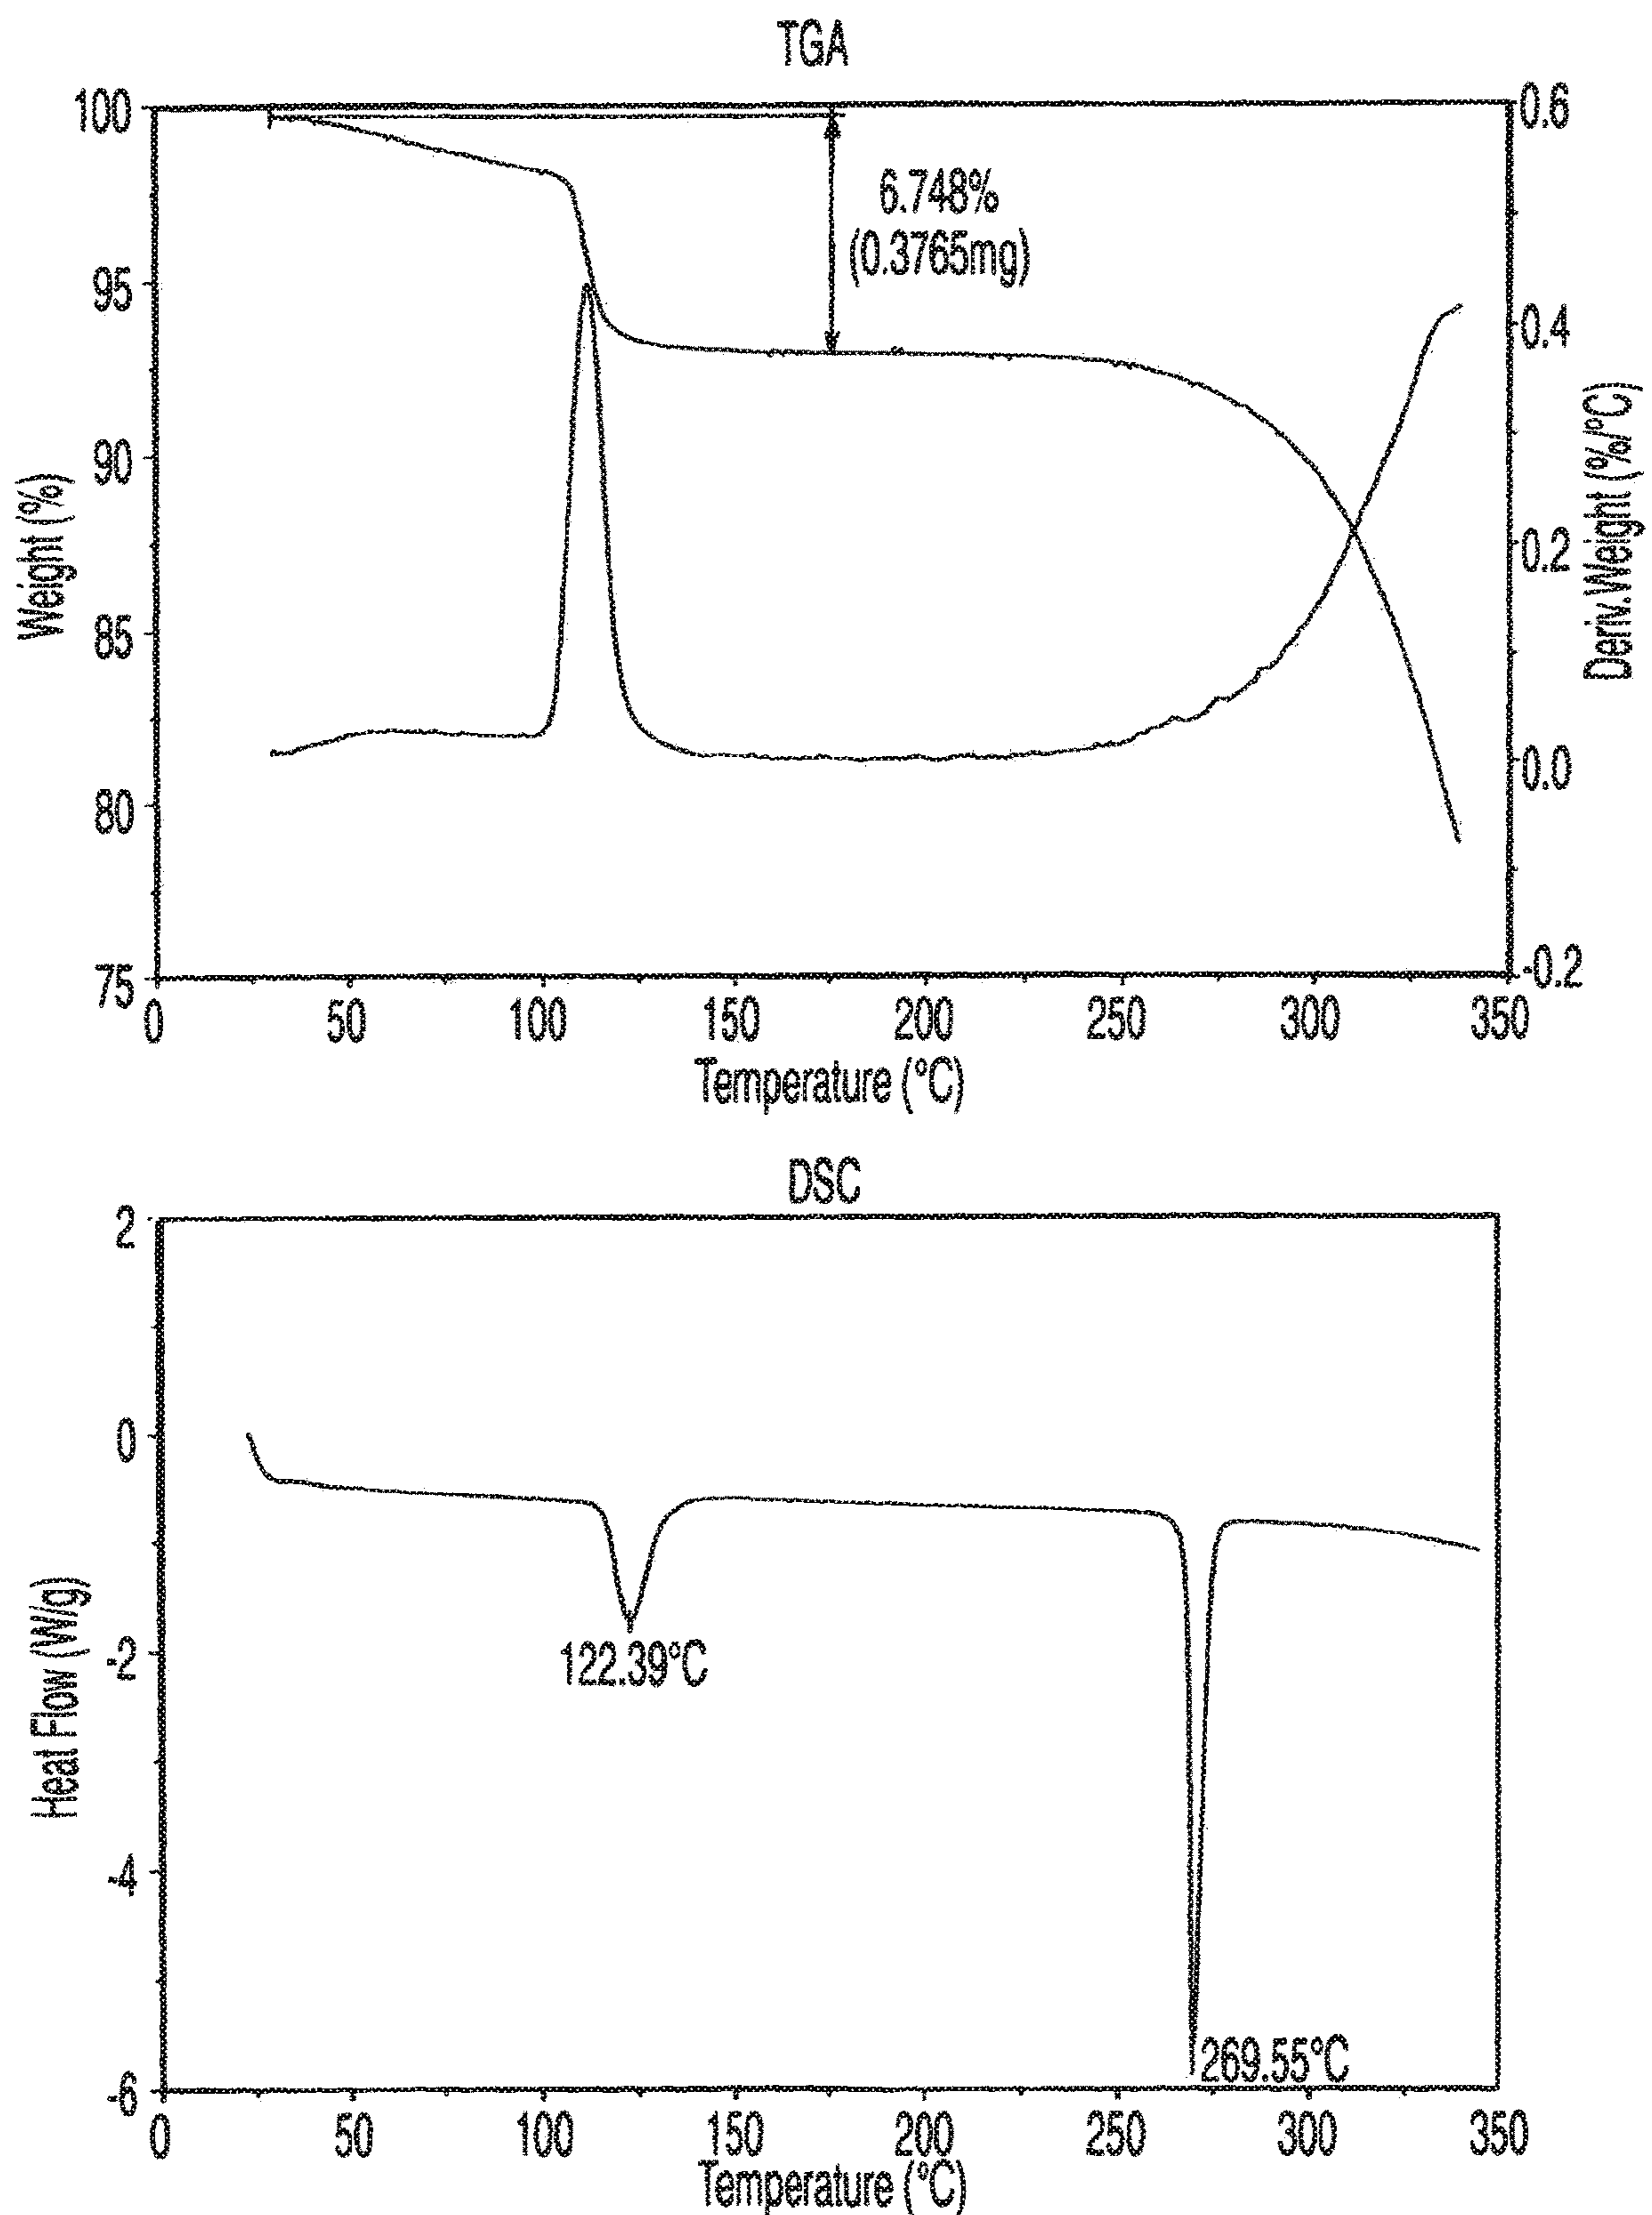 TGA
100
95
90
85
80
75
Weight (%)
6.748%
(0.3765mg)
0.6
0.4
0.2
0.0
-0.2
Deriv.Weight (%/°C)
0 50 100 150 200 250 300 350
Temperature (°C)
DSC
2
0
-2
-4
-6
Heat Flow (W/g)
122.39°C
269.55°C
0 50 100 150 200 250 300 350
Temperature (°C)